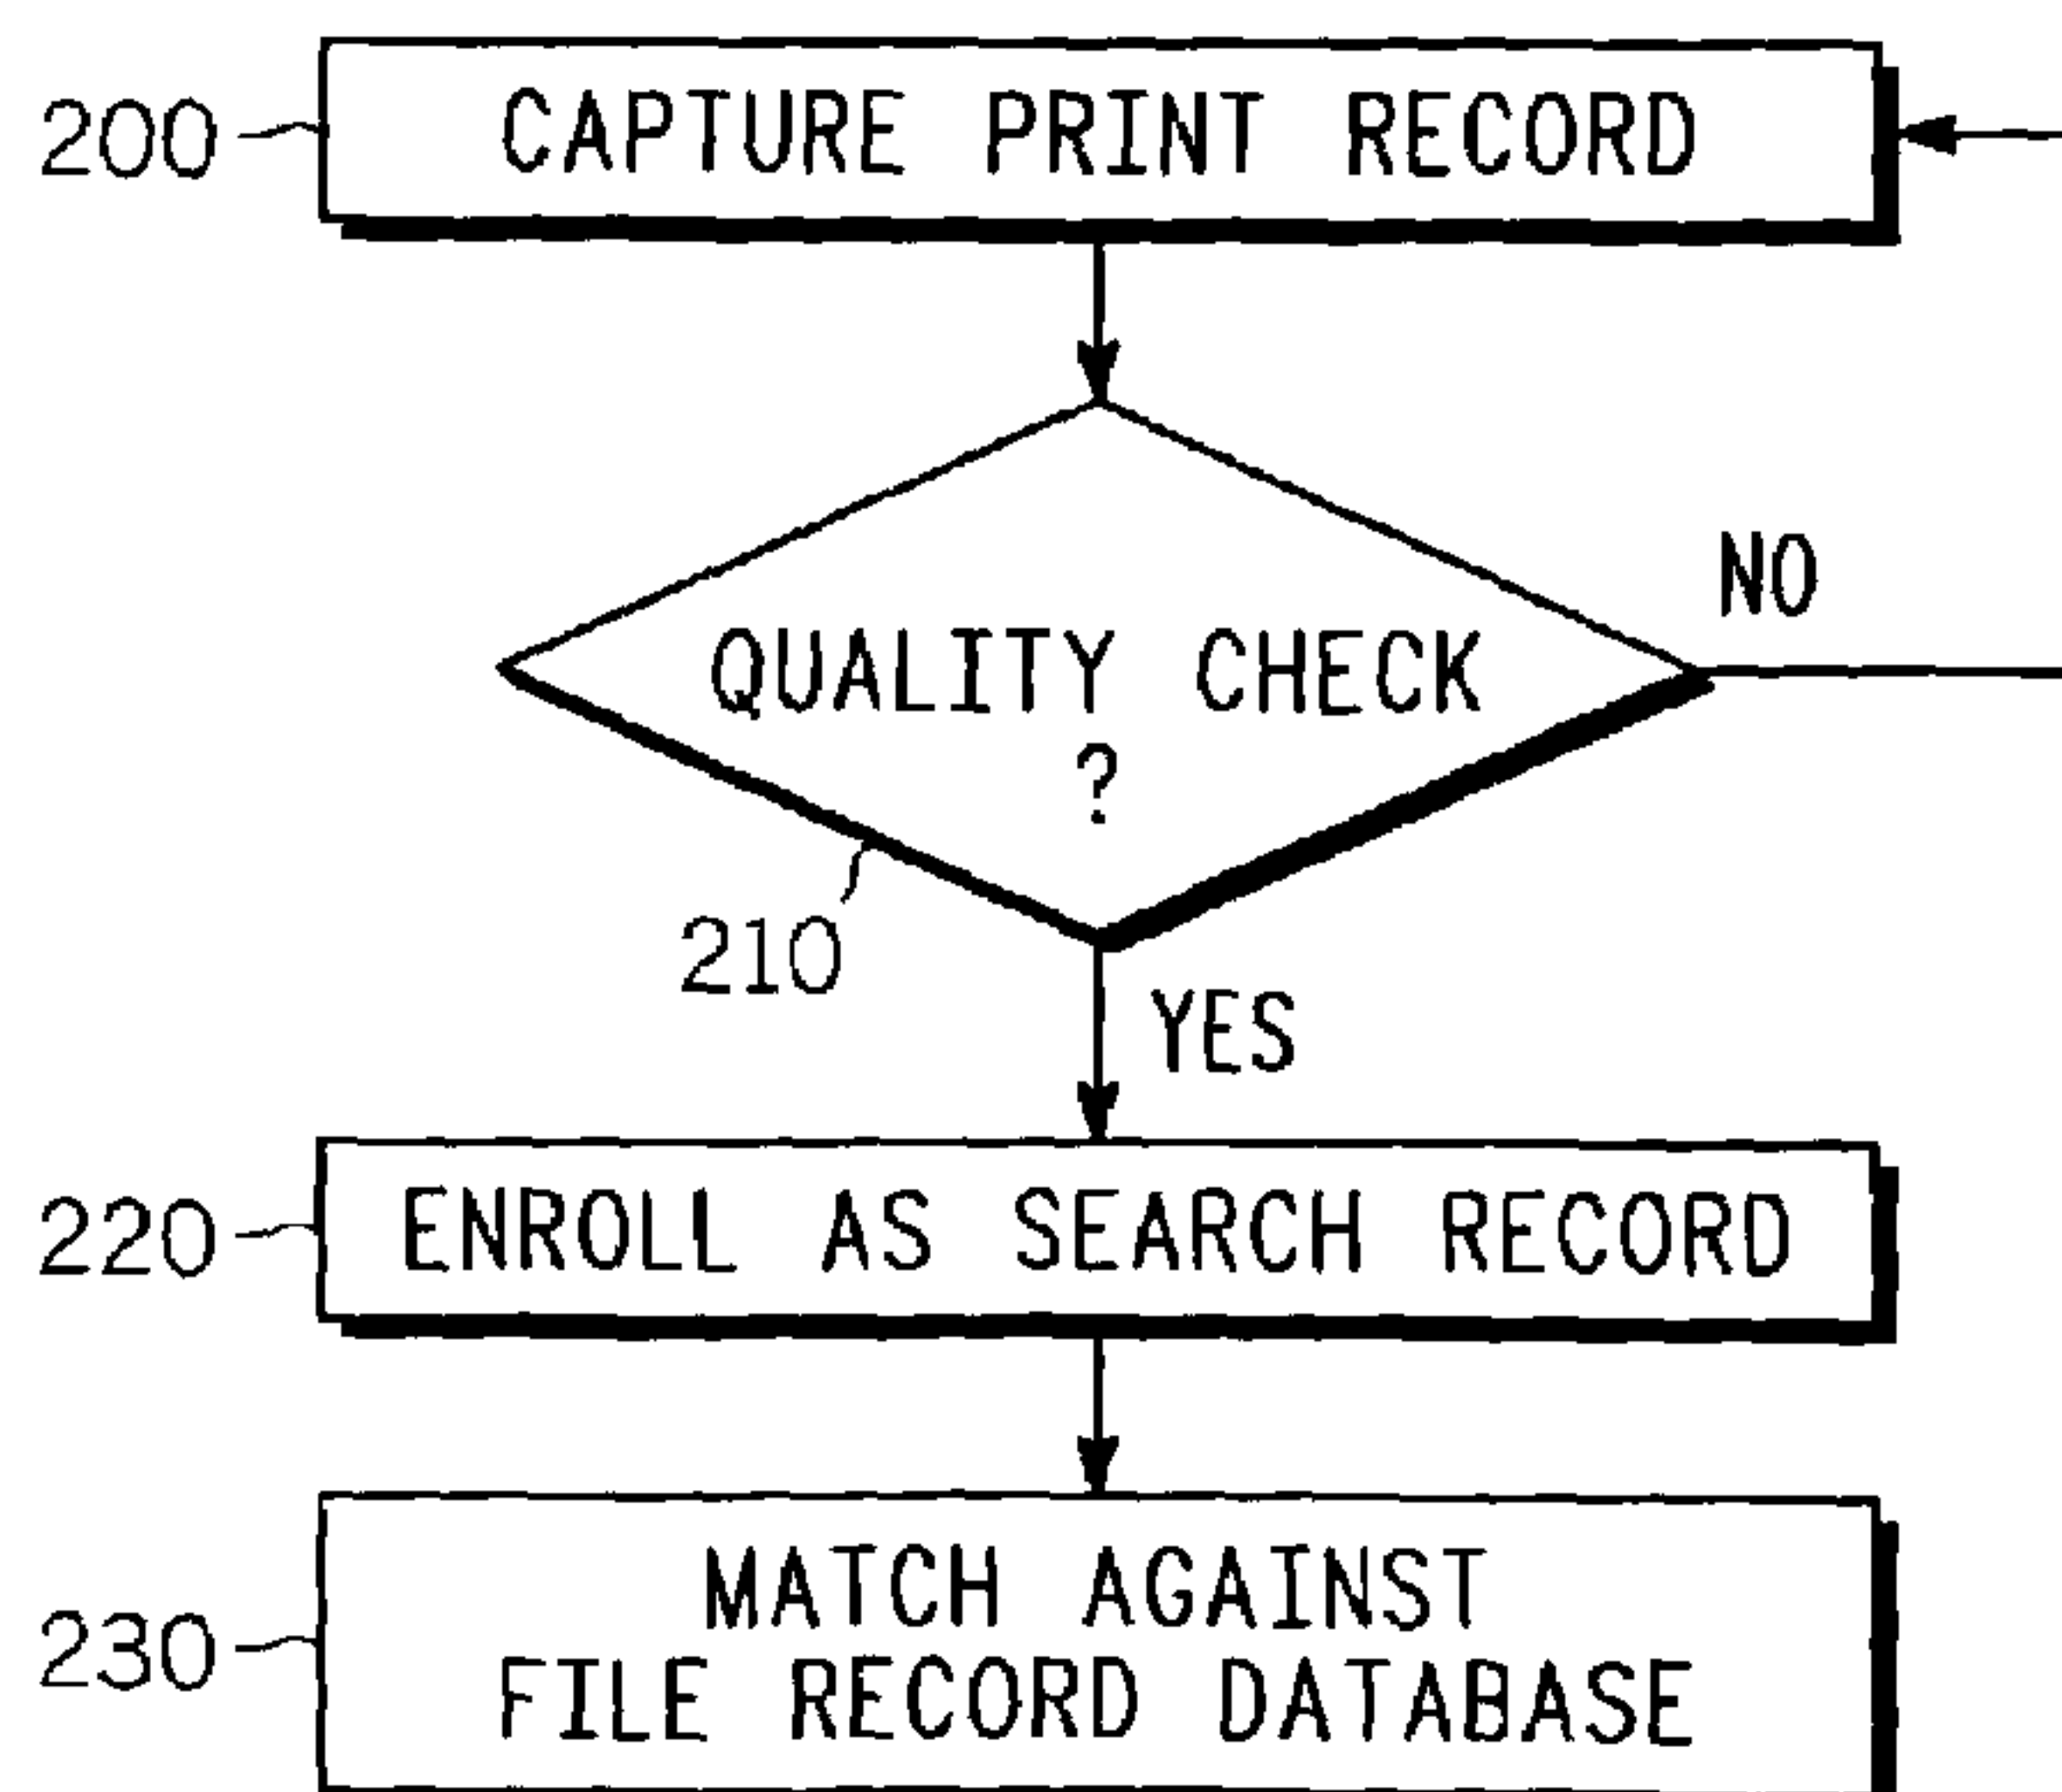 200
CAPTURE PRINT RECORD
NO
QUALITY CHECK
?
210
YES
220
ENROLL AS SEARCH RECORD
230
MATCH AGAINST
FILE RECORD DATABASE